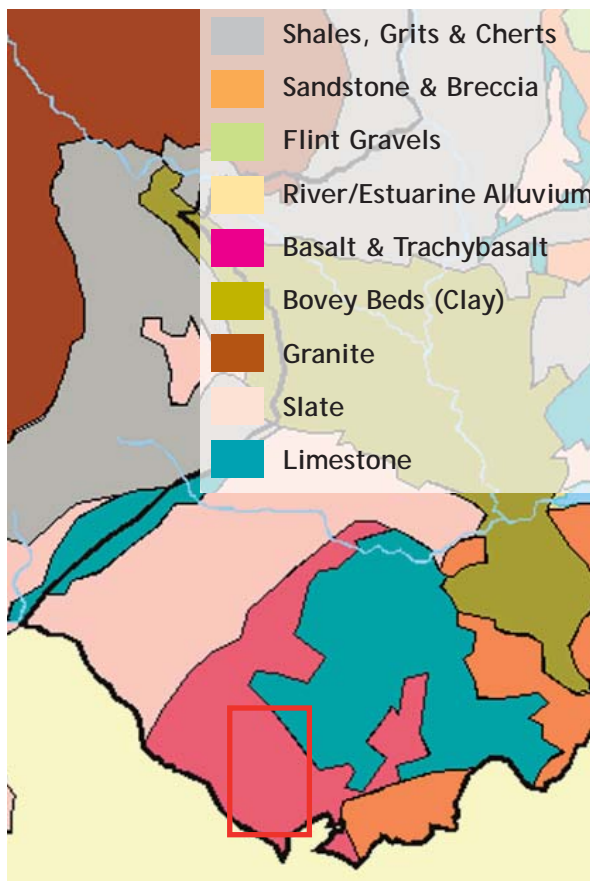 Shales, Grits & Cherts
Sandstone & Breccia
Flint Gravels
River/Estuarine Alluvium
Basalt & Trachybasalt
Bovey Beds (Clay)
Granite
Slate
Limestone